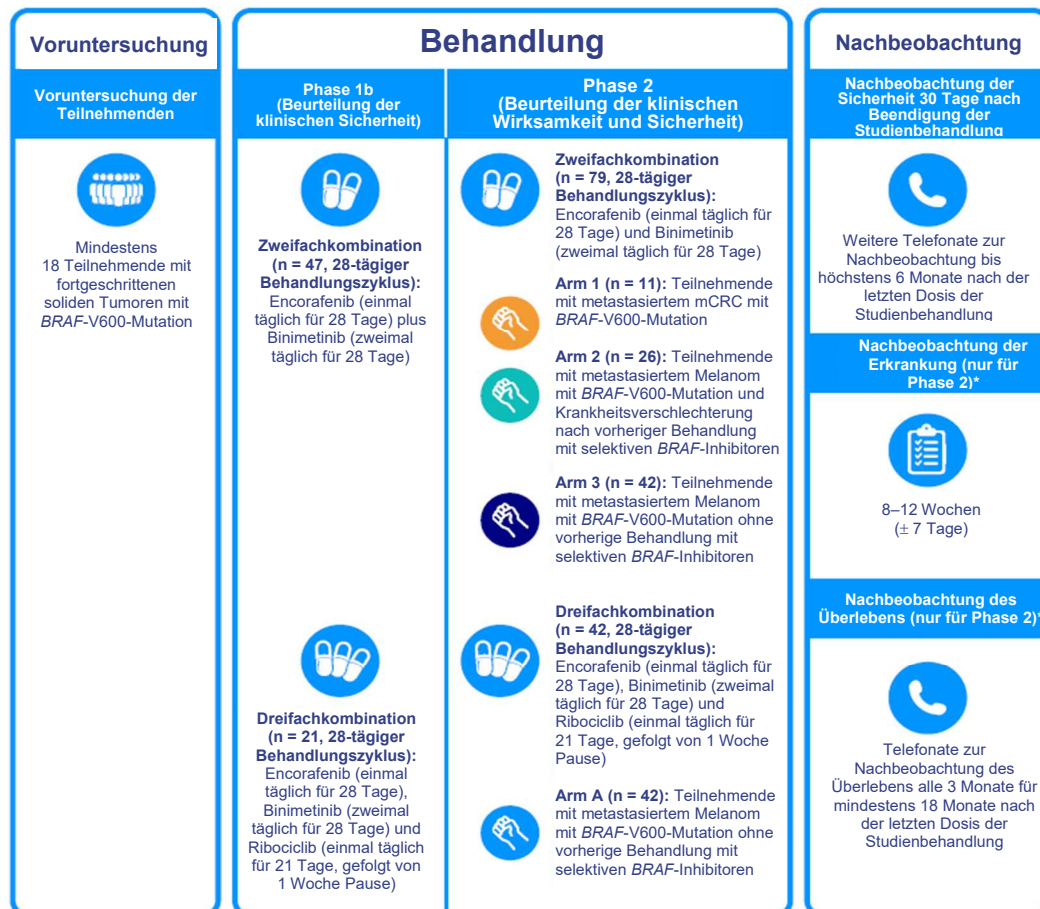 Voruntersuchung
Voruntersuchung der
Teilnehmenden
Mindestens
18 Teilnehmende mit
fortgeschrittenen
soliden Tumoren mit
BRAF-V600-Mutation
Behandlung
Phase 1b
(Beurteilung der
klinischen Sicherheit)
Zweifachkombination
(n = 47, 28-tägiger
Behandlungszyklus):
Encorafenib (einmal
täglich für 28 Tage) plus
Binimetinib (zweimal
täglich für 28 Tage)
Dreifachkombination
(n = 21, 28-tägiger
Behandlungszyklus):
Encorafenib (einmal
täglich für 28 Tage),
Binimetinib (zweimal
täglich für 28 Tage) und
Ribociclib (einmal täglich
für 21 Tage, gefolgt von
1 Woche Pause)
Phase 2
(Beurteilung der klinischen
Wirksamkeit und Sicherheit)
Zweifachkombination
(n = 79, 28-tägiger
Behandlungszyklus):
Encorafenib (einmal täglich für
28 Tage) und Binimetinib
(zweimal täglich für 28 Tage)
Arm 1 (n = 11): Teilnehmende
mit metastasiertem mCRC mit
BRAF-V600-Mutation
Arm 2 (n = 26): Teilnehmende
mit metastasiertem Melanom
mit BRAF-V600-Mutation und
Krankheitsverschlechterung
nach vorheriger Behandlung
mit selektiven BRAF-Inhibitoren
Arm 3 (n = 42): Teilnehmende
mit metastasiertem Melanom
mit BRAF-V600-Mutation ohne
vorherige Behandlung mit
selektiven BRAF-Inhibitoren
Dreifachkombination
(n = 42, 28-tägiger
Behandlungszyklus):
Encorafenib (einmal täglich für
28 Tage), Binimetinib (zweimal
täglich für 28 Tage) und
Ribociclib (einmal täglich für
21 Tage, gefolgt von 1 Woche
Pause)
Arm A (n = 42): Teilnehmende
mit metastasiertem Melanom
mit BRAF-V600-Mutation ohne
vorherige Behandlung mit
selektiven BRAF-Inhibitoren
Nachbeobachtung
Nachbeobachtung der
Sicherheit 30 Tage nach
Beendigung der
Studienbehandlung
Weitere Telefonate zur
Nachbeobachtung bis
höchstens 6 Monate nach der
letzten Dosis der
Studienbehandlung
Nachbeobachtung der
Erkrankung (nur für
Phase 2)*
8–12 Wochen
(± 7 Tage)
Nachbeobachtung des
Überlebens (nur für Phase 2)*
Telefonate zur
Nachbeobachtung des
Überlebens alle 3 Monate für
mindestens 18 Monate nach
der letzten Dosis der
Studienbehandlung